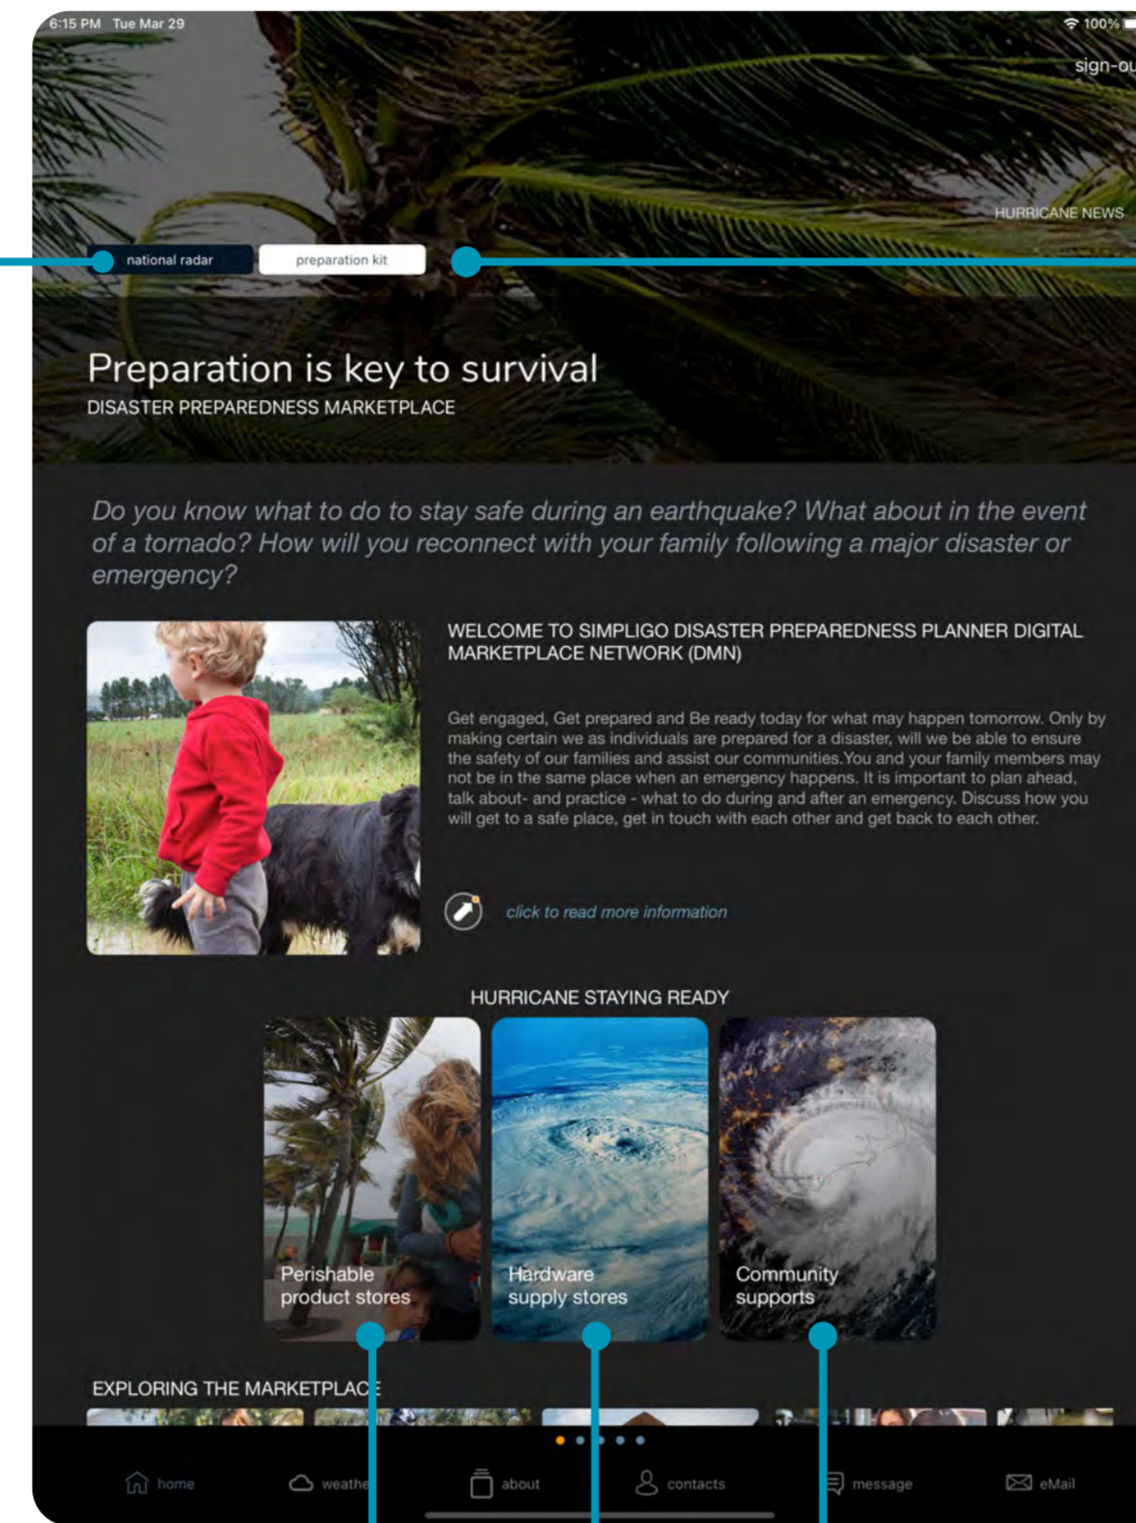 6:15 PM Tue Mar 29
100%
sign-ou
HURRICANE NEWS
national radar
preparation kit
Preparation is key to survival
DISASTER PREPAREDNESS MARKETPLACE
Do you know what to do to stay safe during an earthquake? What about in the event
of a tornado? How will you reconnect with your family following a major disaster or
emergency?
WELCOME TO SIMPLIGO DISASTER PREPAREDNESS PLANNER DIGITAL
MARKETPLACE NETWORK (DMN)
Get engaged, Get prepared and Be ready today for what may happen tomorrow. Only by
making certain we as individuals are prepared for a disaster, will we be able to ensure
the safety of our families and assist our communities.You and your family members may
not be in the same place when an emergency happens. It is important to plan ahead,
talk about- and practice - what to do during and after an emergency. Discuss how you
will get to a safe place, get in touch with each other and get back to each other.
click to read more information
HURRICANE STAYING READY
Perishable
product stores
Hardware
supply stores
Community
supports
EXPLORING THE MARKETPLACE
home
weathe
about
contacts
message
eMail